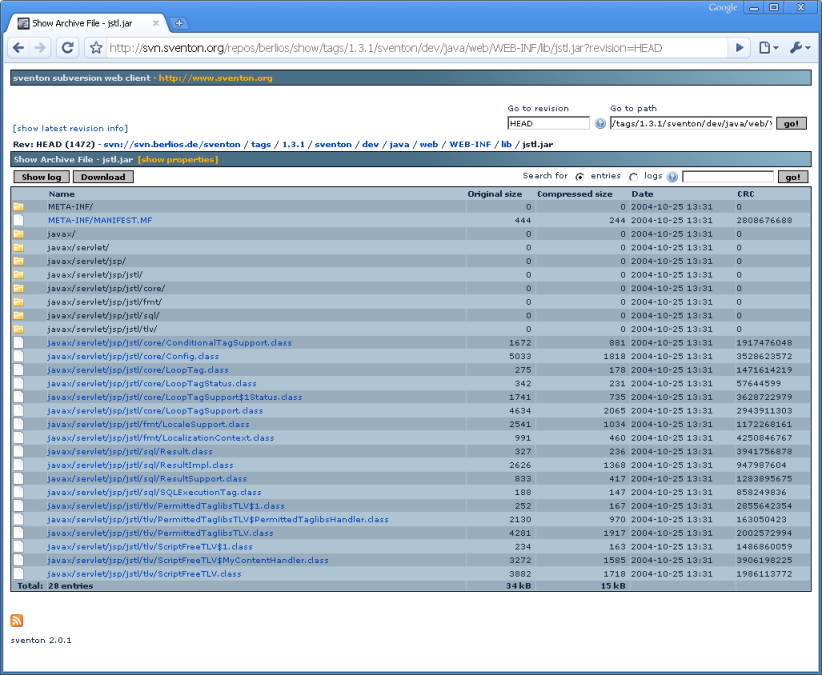 Google
Show Archive File - jstl.jar
http://svn.sventon.org/repos/berlios/show/tags/1.3.1/sventon/dev/java/web/WEB-INF/lib/jstl.jar?revision=HEAD
sventon subversion web client - http://www.sventon.org
Go to revision Go to path
[show latest revision info] HEAD /tags/1.3.1/sventon/dev/java/web/ go!
Rev: HEAD (1472) - svn://svn.berlios.de/sventon / tags / 1.3.1 / sventon / dev / java / web / WEB-INF / lib / jstl.jar
Show Archive File - jstl.jar [show properties]
Show log Download Search for entries logs go!
Name Original size Compressed size Date CRC
META-INF/ 0 0 2004-10-25 13:31 0
META-INF/MANIFEST.MF 444 244 2004-10-25 13:31 2808676688
javax/ 0 0 2004-10-25 13:31 0
javax/servlet/ 0 0 2004-10-25 13:31 0
javax/servlet/jsp/ 0 0 2004-10-25 13:31 0
javax/servlet/jsp/jstl/ 0 0 2004-10-25 13:31 0
javax/servlet/jsp/jstl/core/ 0 0 2004-10-25 13:31 0
javax/servlet/jsp/jstl/fmt/ 0 0 2004-10-25 13:31 0
javax/servlet/jsp/jstl/sql/ 0 0 2004-10-25 13:31 0
javax/servlet/jsp/jstl/tlv/ 0 0 2004-10-25 13:31 0
javax/servlet/jsp/jstl/core/ConditionalTagSupport.class 1672 881 2004-10-25 13:31 1917476048
javax/servlet/jsp/jstl/core/Config.class 5033 1818 2004-10-25 13:31 3528623572
javax/servlet/jsp/jstl/core/LoopTag.class 275 178 2004-10-25 13:31 1471614219
javax/servlet/jsp/jstl/core/LoopTagStatus.class 342 231 2004-10-25 13:31 57644599
javax/servlet/jsp/jstl/core/LoopTagSupport$1Status.class 1741 735 2004-10-25 13:31 3628722979
javax/servlet/jsp/jstl/core/LoopTagSupport.class 4634 2065 2004-10-25 13:31 2943911303
javax/servlet/jsp/jstl/fmt/LocaleSupport.class 2541 1034 2004-10-25 13:31 1172268161
javax/servlet/jsp/jstl/fmt/LocalizationContext.class 991 460 2004-10-25 13:31 4250846767
javax/servlet/jsp/jstl/sql/Result.class 327 236 2004-10-25 13:31 3941756878
javax/servlet/jsp/jstl/sql/ResultImpl.class 2626 1368 2004-10-25 13:31 947987604
javax/servlet/jsp/jstl/sql/ResultSupport.class 833 417 2004-10-25 13:31 1283895675
javax/servlet/jsp/jstl/sql/SQLExecutionTag.class 188 147 2004-10-25 13:31 858249836
javax/servlet/jsp/jstl/tlv/PermittedTaglibsTLV$1.class 252 167 2004-10-25 13:31 2855642354
javax/servlet/jsp/jstl/tlv/PermittedTaglibsTLV$PermittedTaglibsHandler.class 2130 970 2004-10-25 13:31 163050423
javax/servlet/jsp/jstl/tlv/PermittedTaglibsTLV.class 4281 1917 2004-10-25 13:31 2002572994
javax/servlet/jsp/jstl/tlv/ScriptFreeTLV$1.class 234 163 2004-10-25 13:31 1486860059
javax/servlet/jsp/jstl/tlv/ScriptFreeTLV$MyContentHandler.class 3272 1585 2004-10-25 13:31 3906198225
javax/servlet/jsp/jstl/tlv/ScriptFreeTLV.class 3882 1718 2004-10-25 13:31 1986113772
Total: 28 entries 34 kB 15 kB
sventon 2.0.1